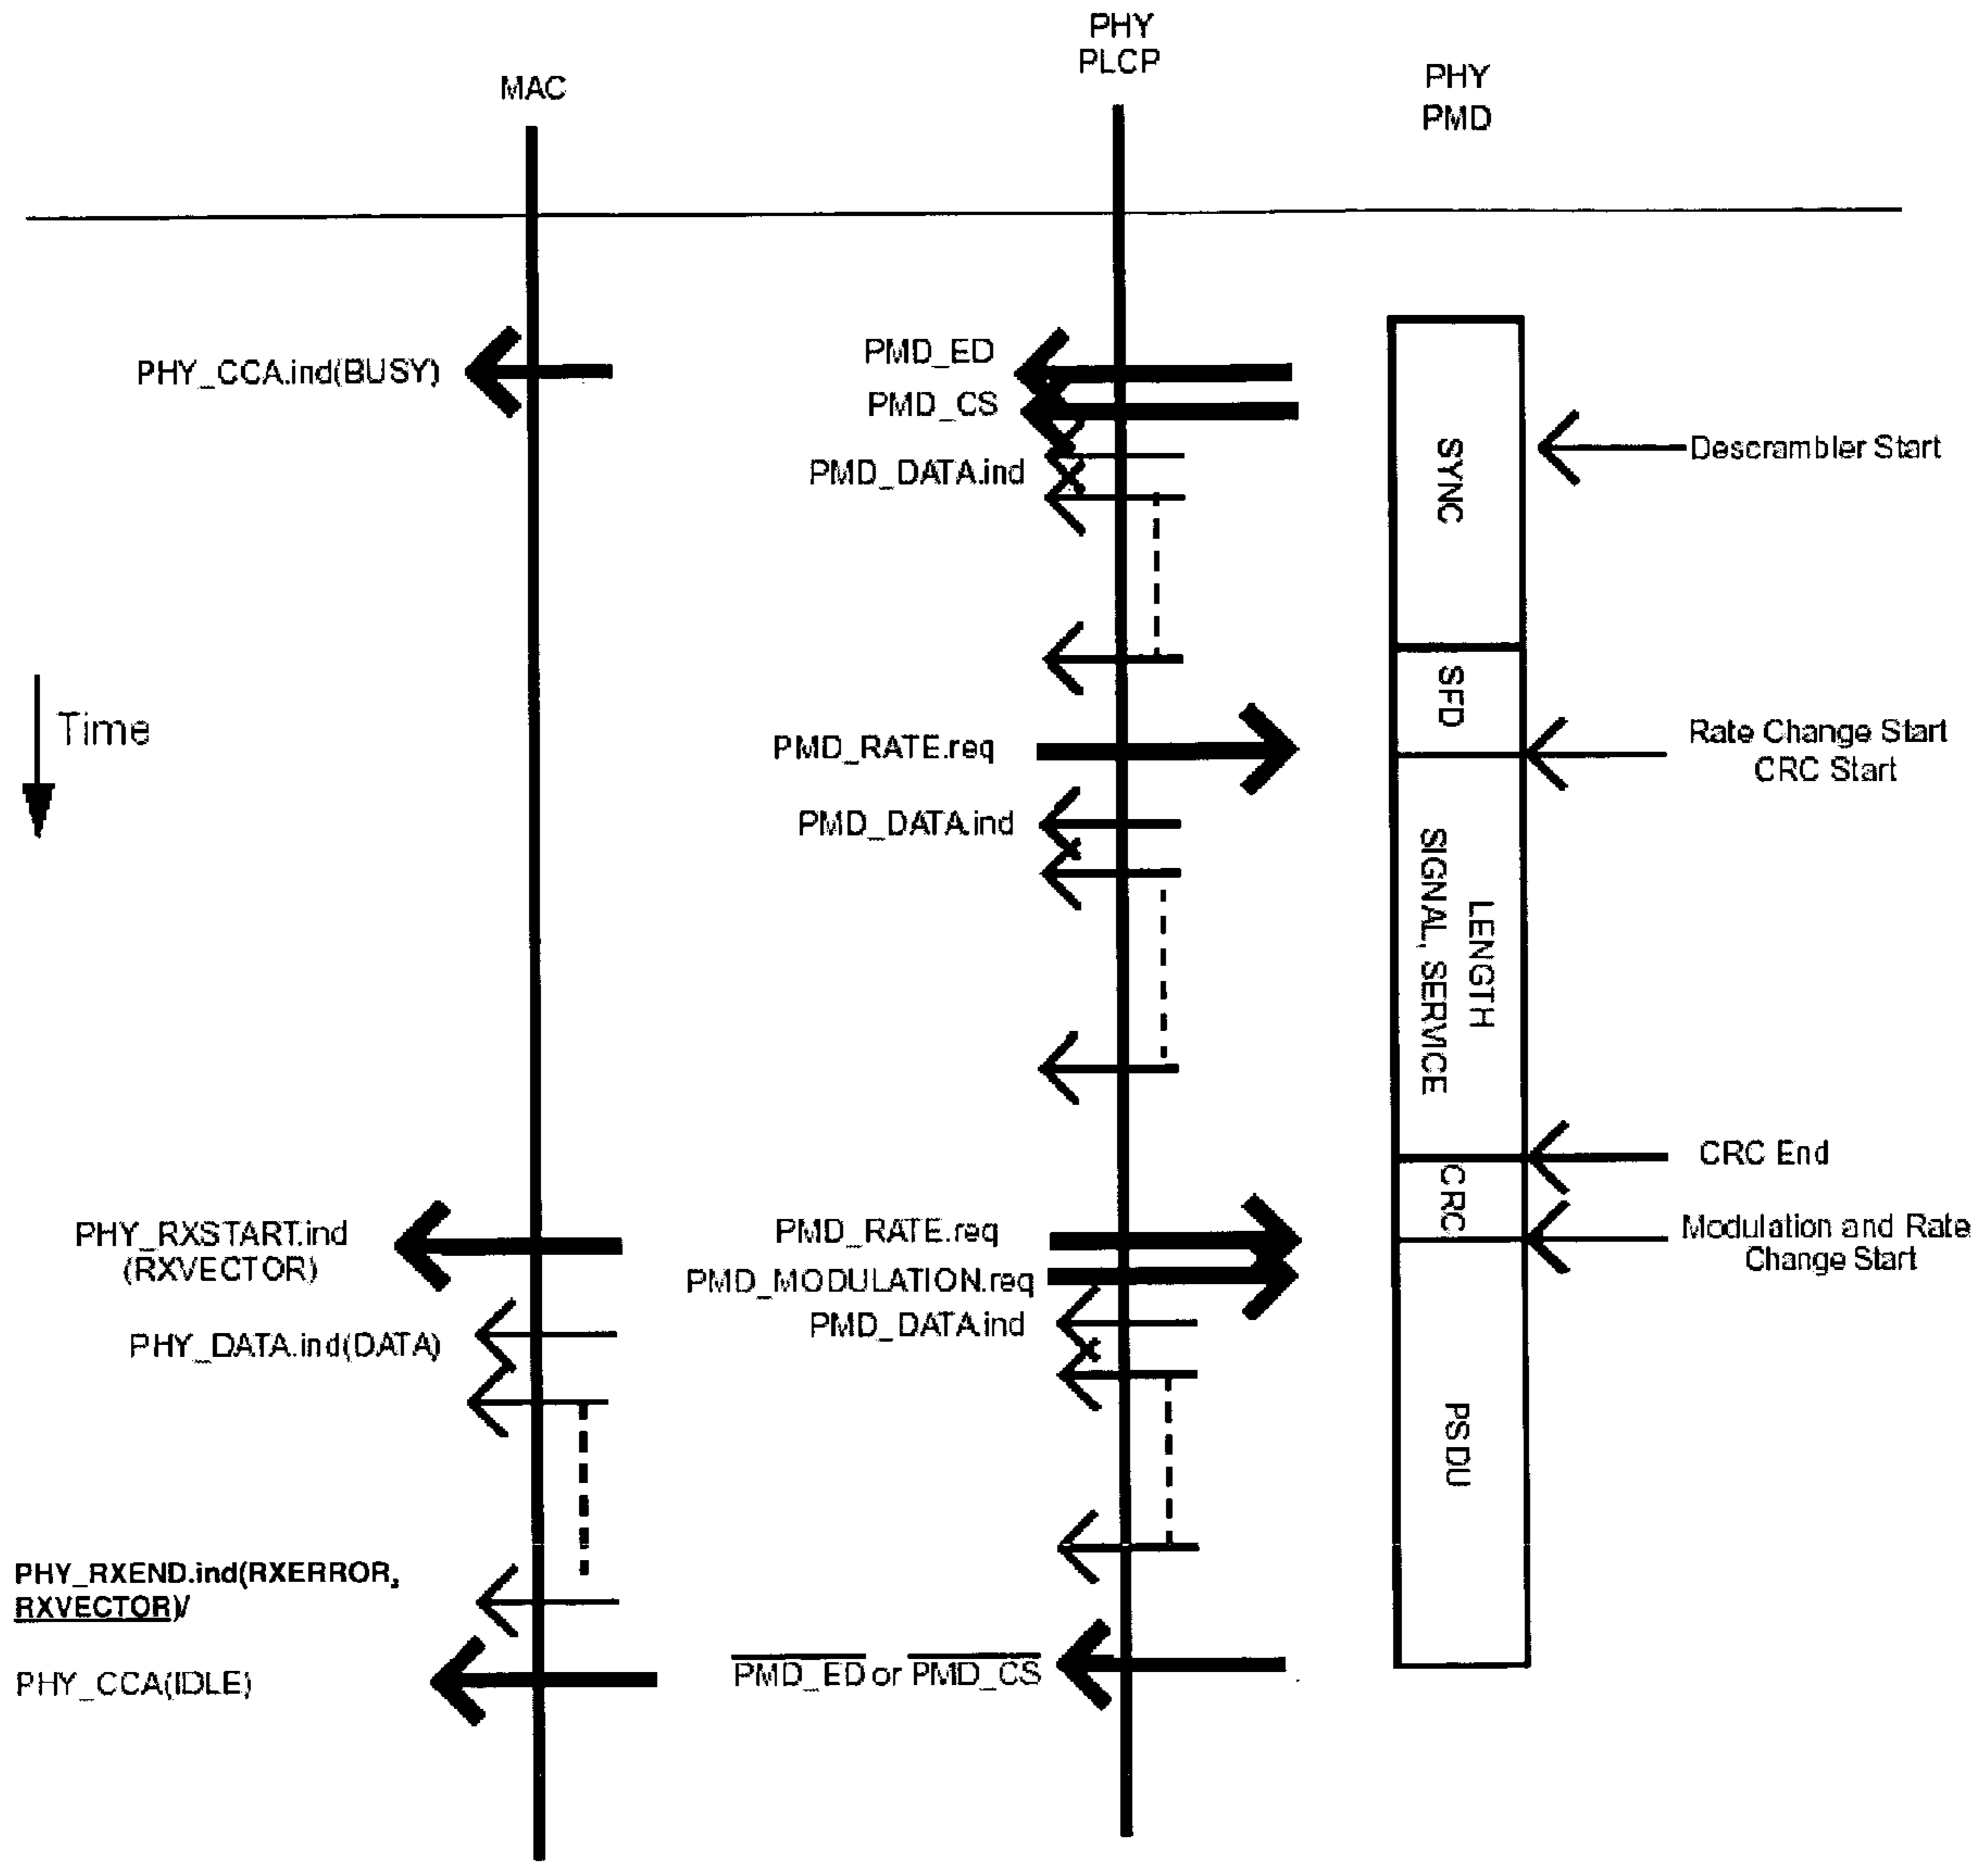 MAC
PHY
PLCP
PHY
PMD
PHY_CCA.ind(BUSY)
PMD_ED
PMD_CS
PMD_DATA.ind
SYNC
Descrambler Start
SFD
Time
PMD_RATE.req
Rate Change Start
CRC Start
PMD_DATA.ind
LENGTH
SIGNAL, SERVICE
CRC End
CRC
PHY_RXSTART.ind
(RXVECTOR)
PMD_RATE.req
PMD_MODULATION.req
PMD_DATA.ind
Modulation and Rate
Change Start
PHY_DATA.ind(DATA)
PSDU
PHY_RXEND.ind(RXERROR,
RXVECTOR)/
PHY_CCA(IDLE)
PMD_ED or PMD_CS